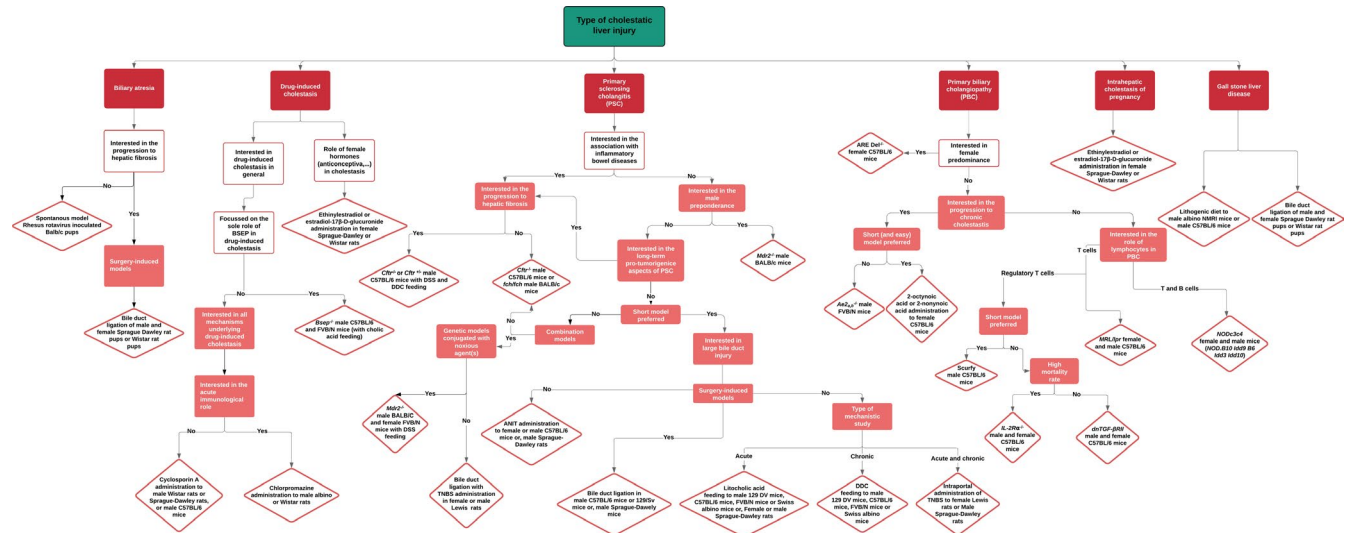 Type of cholestatic
liver injury
Biliary atresia
Drug-induced
cholestasis
Primary
sclerosing
cholangitis
(PSC)
Primary biliary
cholangiopathy
(PBC)
Intrahepatic
cholestasis of
pregnancy
Gall stone liver
disease
Interested in the
progression to
hepatic fibrosis
No
Yes
Spontanous model
Rhesus rotavirus inoculated
Balb/c pups
Surgery-induced
models
Bile duct
ligation of male and
female Sprague Dawley rat
pups or Wistar rat
pups
Interested in
drug-induced
cholestasis in
general
Role of female
hormones
(anticonceptiva,...)
in cholestasis
Ethinylestradiol or
estradiol-17β-D-glucuronide
administration in female
Sprague-Dawley or
Wistar rats
Focussed on the
sole role of
BSEP in
drug-induced
cholestasis
No
Yes
Interested in all
mechanisms
underlying
drug-induced
cholestasis
Bsep-/- male C57BL/6
and FVB/N mice (with cholic
acid feeding)
Interested in
the acute
immunological
role
No
Yes
Cyclosporin A
administration to
male Wistar rats or
Sprague-Dawley rats,
or male C57BL/6
mice
Chlorpromazine
administration to male albino
or Wistar rats
Interested in the
association with
inflammatory
bowel diseases
Yes
No
Interested in the
progression to
hepatic fibrosis
Interested in the
male
preponderance
Yes
No
Cftr-/- or Cftr +/- male
C57BL/6 mice with DSS and
DDC feeding
Cftr-/- male
C57BL/6 mice or
fch/fch male BALB/c
mice
Yes
No
Interested in the
long-term
pro-tumorigenice
aspects of PSC
Mdr2-/- male
BALB/c mice
No
Short model
preferred
No
Yes
Combination
models
No
Yes
Genetic models
conjugated with
noxious
agent(s)
Yes
No
Mdr2-/-
male BALB/C
and female FVB/N
mice with DSS
feeding
Bile duct
ligation with
TNBS administration
in female or male
Lewis rats
Interested in
large bile duct
injury
Surgery-induced
models
No
Yes
ANIT administration
to female or male C57BL/6
mice or, male Sprague-
Dawley rats
Bile duct ligation in
male C57BL/6 mice or 129/Sv
mice or, male Sprague-Dawely
mice
Type of
mechanistic
study
Acute
Chronic
Acute and chronic
Litocholic acid
feeding to male 129 DV mice,
C57BL/6 mice, FVB/N mice or Swiss
albino mice or, Female or male
Sprague-Dawley rats
DDC
feeding to male
129 DV mice, C57BL/6
mice, FVB/N mice or
Swiss albino
mice
Intraportal
administration of
TNBS to female Lewis
rats or Male
Sprague-Dawley
rats
ARE Del-/-
female C57BL/6
mice
Yes
Interested in
female
predominance
No
Interested in the
progression to
chronic
cholestastis
Yes
No
Short (and easy)
model preferred
No
Yes
Ae2a,b-/- male
FVB/N mice
2-octynoic
acid or 2-nonynoic
acid administration to
female C57BL/6
mice
Interested in
the role of
lymphocytes in
PBC
T cells
Regulatory T cells
T and B cells
Short model
preferred
Yes
No
Scurfy
male C57BL/6
mice
High
mortality
rate
Yes
No
IL-2Rα-/-
male and female
C57BL/6
mice
dnTGF-βRII
male and female
C57BL/6 mice
MRL/lpr female
and male C57BL/6
mice
NODc3c4
female and male mice
(NOD.B10 Idd9 B6
Idd3 Idd10)
Ethinylestradiol or
estradiol-17β-D-glucuronide
administration in female
Sprague-Dawley or
Wistar rats
Lithogenic diet to
male albino NMRI mice or
male C57BL/6 mice
Bile duct
ligation of male and
female Sprague Dawley rat
pups or Wistar rat
pups